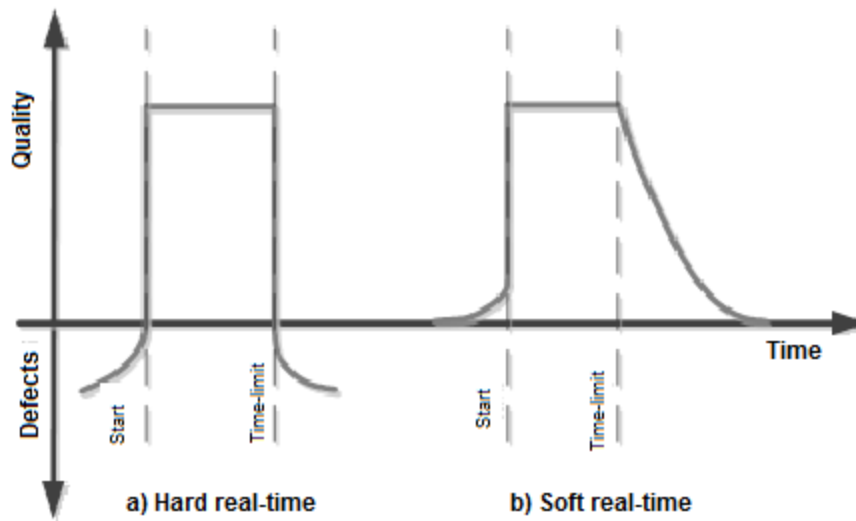 Quality
Defects
Start
Time-limit
Start
Time-limit
Time
a) Hard real-time
b) Soft real-time